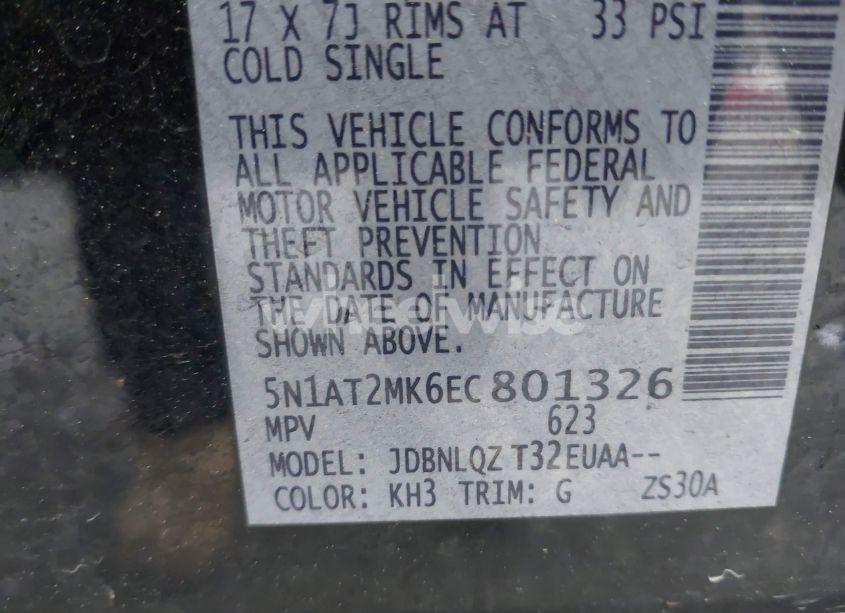 17 X 7J RIMS AT 33 PSI
COLD SINGLE
THIS VEHICLE CONFORMS TO
ALL APPLICABLE FEDERAL
MOTOR VEHICLE SAFETY AND
THEFT PREVENTION
STANDARDS IN EFFECT ON
THE DATE OF MANUFACTURE
SHOWN ABOVE.
5N1AT2MK6EC801326
MPV 623
MODEL: JDBNLQZ T32EUAA--
COLOR: KH3 TRIM: G ZS30A